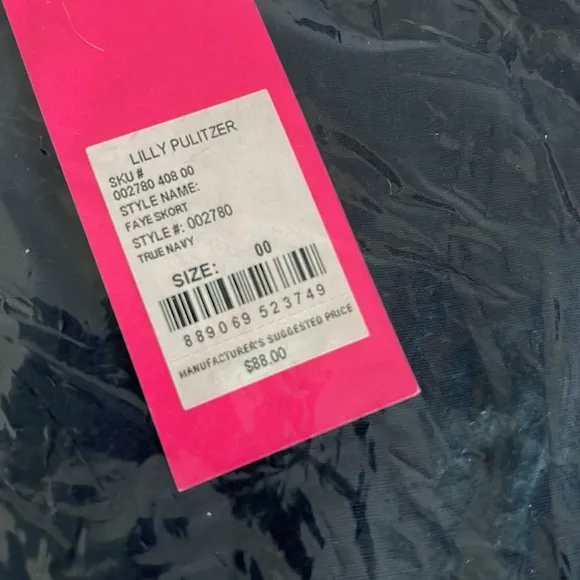 LILLY PULITZER
SKU #
002780 408 00
STYLE NAME:
FAYE SKORT
STYLE #: 002780
TRUE NAVY
SIZE: 00
889069 523749
MANUFACTURER'S SUGGESTED PRICE
$88.00